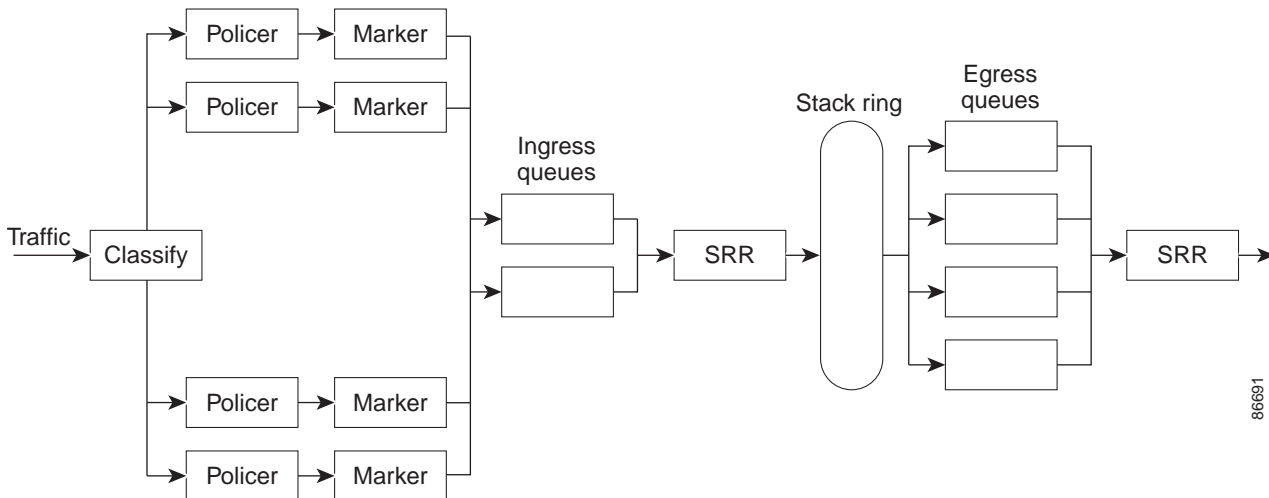 Policer
Marker
Policer
Marker
Egress
queues
Stack ring
Ingress
queues
Traffic
Classify
SRR
SRR
Policer
Marker
Policer
Marker
86691